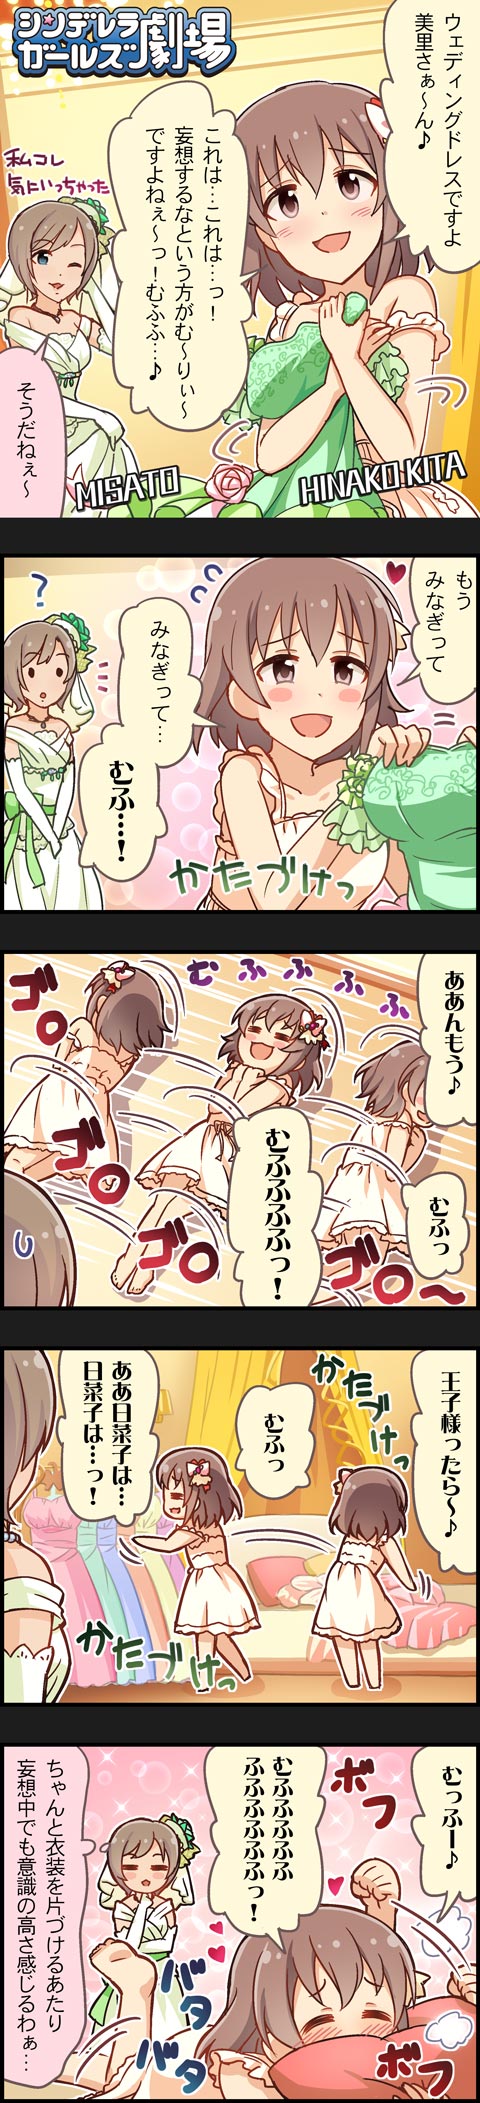 シンデレラ
ガールズ劇場
ウェディングドレスですよ
美里さぁ～ん♪
これは…これは…っ！
妄想するなという方がむ～りぃ～
ですよねぇ～っ！むふふ…♪
私コレ
気にいっちゃった
そうだねぇ～
MISATO
HINAKO KITA
もう
みなぎって
みなぎって…
むふ…！
?
かたづけっ
ああんもう♪
むふふふふ
むふっ
むふふふふっ！
ゴロ
ゴロ
ゴロ
ゴロ～
王子様ったら～♪
かたづけっ
むふっ
ああ日菜子は…
日菜子は…っ！
かたづけっ
むっふー♪
ボフ
むふふふふふ
ふふふふふふっ！
ちゃんと衣装を片づけるあたり
妄想中でも意識の高さ感じるわぁ…
バタ
バタ
バタ
ボフ